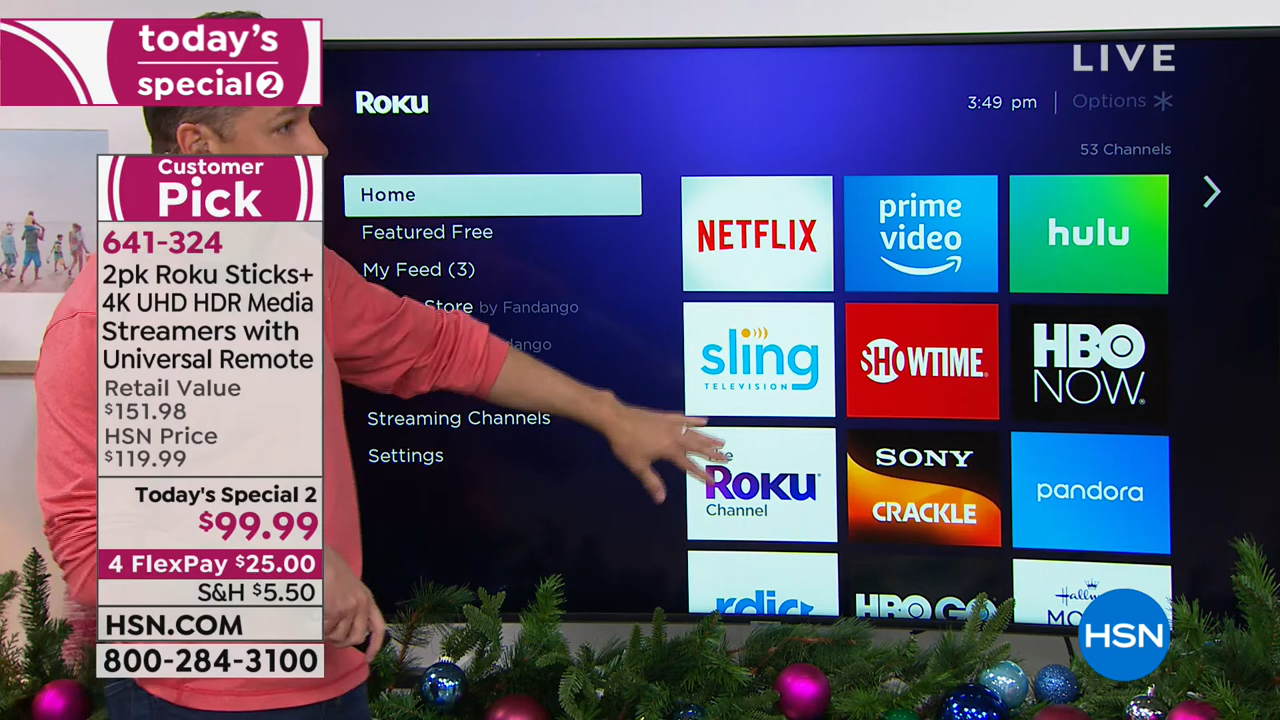 today's
special 2
Customer
Pick
641-324
2pk Roku Sticks+
4K UHD HDR Media
Streamers with
Universal Remote
Retail Value
$151.98
HSN Price
$119.99
Today's Special 2
$99.99
4 FlexPay $25.00
S&H $5.50
HSN.COM
800-284-3100
LIVE
ROKU
3:49 pm | Options *
53 Channels
Home
Featured Free
My Feed (3)
Store by Fandango
Streaming Channels
Settings
NETFLIX
prime
video
hulu
sling
TELEVISION
SHOWTIME
HBO
NOW
The
ROKU
Channel
SONY
CRACKLE
pandora
rdio
HBO GO
HSN